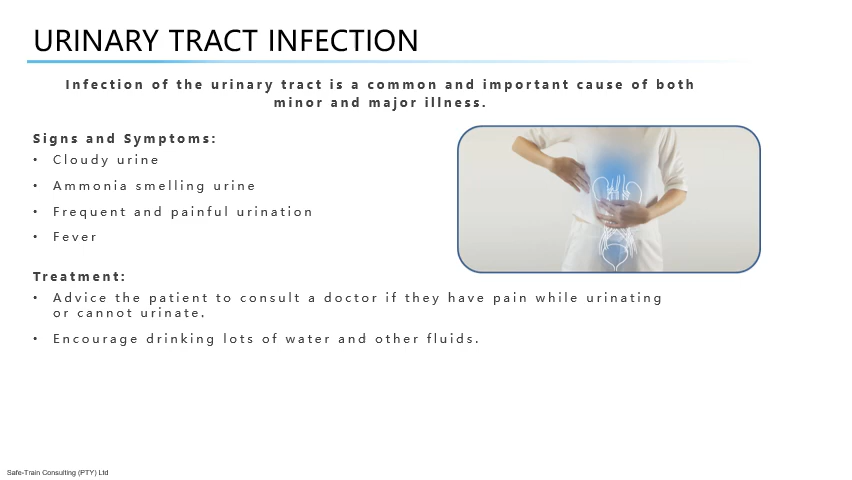 URINARY TRACT INFECTION
Infection of the urinary tract is a common and important cause of both
minor and major illness.
Signs and Symptoms:
• Cloudy urine
• Ammonia smelling urine
• Frequent and painful urination
• Fever
Treatment:
• Advice the patient to consult a doctor if they have pain while urinating
or cannot urinate.
• Encourage drinking lots of water and other fluids.
Safe-Train Consulting (PTY) Ltd